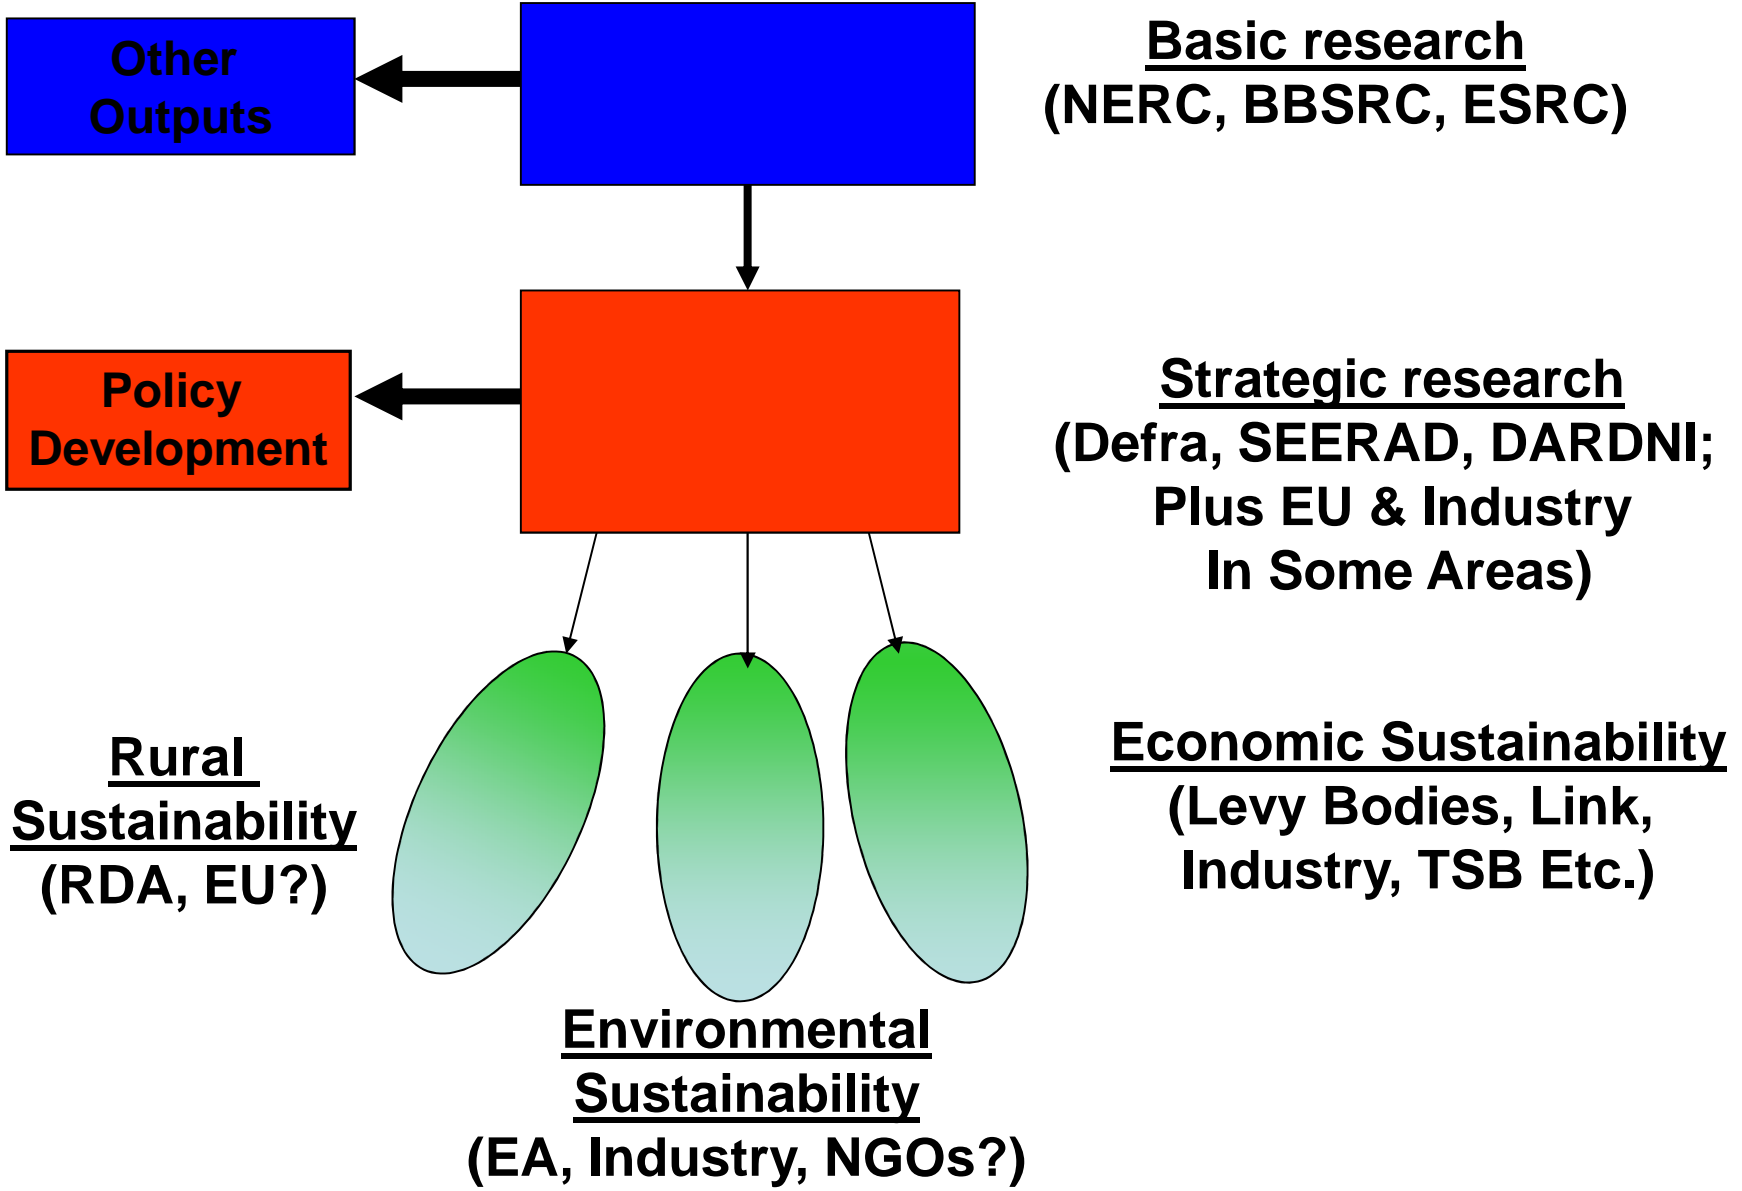 Other
Outputs
Basic research
(NERC, BBSRC, ESRC)
Policy
Development
Strategic research
(Defra, SEERAD, DARDNI;
Plus EU & Industry
In Some Areas)
Rural
Sustainability
(RDA, EU?)
Economic Sustainability
(Levy Bodies, Link,
Industry, TSB Etc.)
Environmental
Sustainability
(EA, Industry, NGOs?)